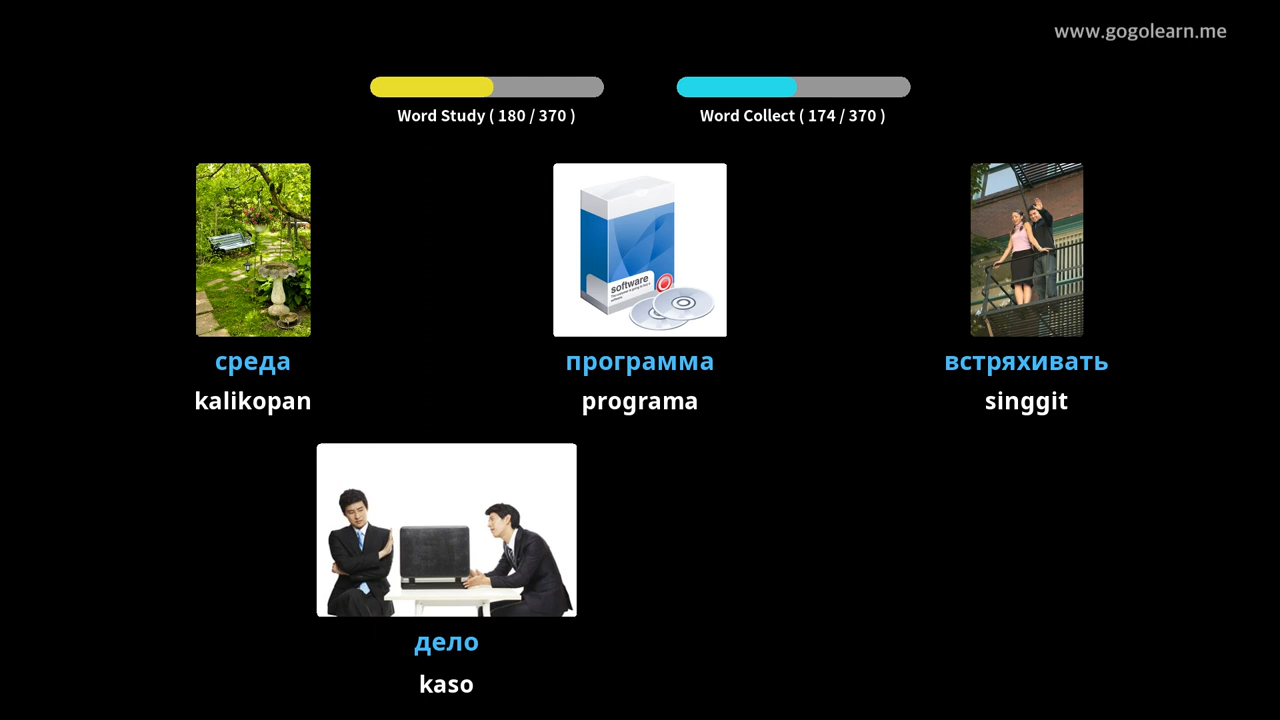 www.gogolearn.me
Word Study ( 180 / 370 )
Word Collect ( 174 / 370 )
software
среда
программа
встряхивать
kalikopan
programa
singgit
дело
kaso